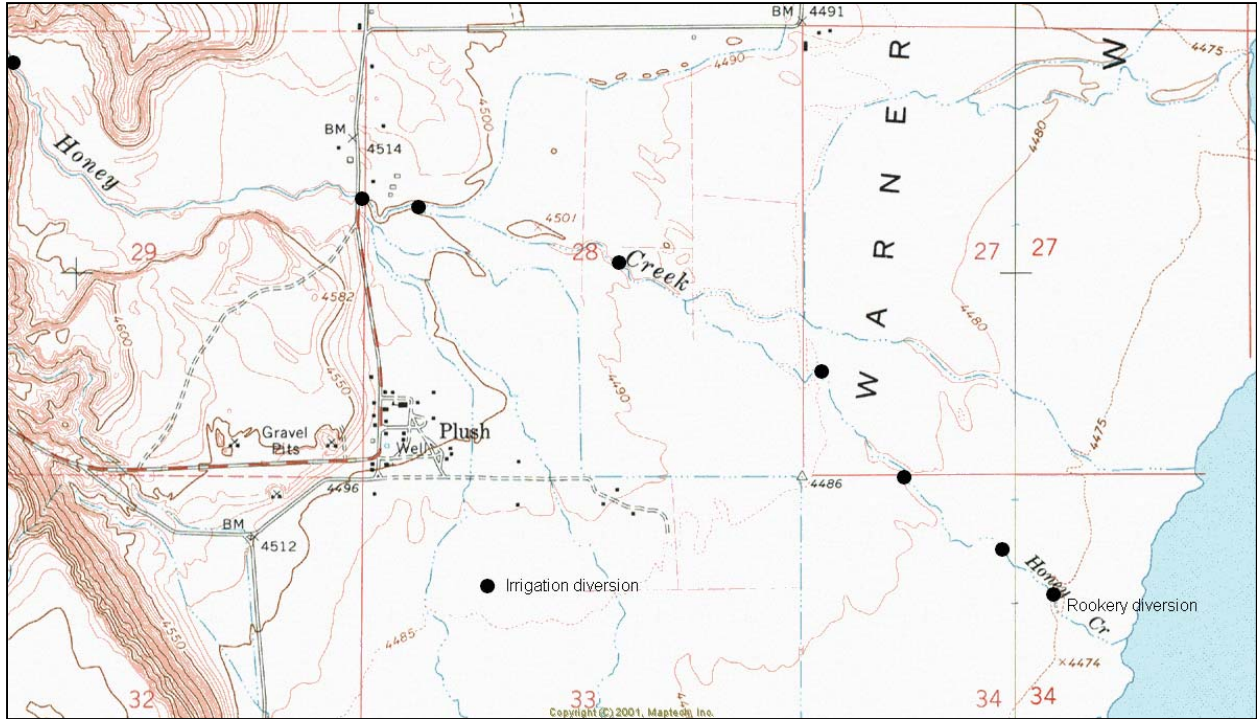 BM 4491
4475
W
WARNER
4490
4500
BM
4514
4480
Honey
4501
29
28
Creek
27 27
4582
4480
4600
4550
4490
Gravel
Pits
Well
Plush
4475
4496
4486
BM
4512
Irrigation diversion
Honey
Cr
Rookery diversion
4485
4550
4474
32
33
34 34
Copyright (C) 2001, Maptech, Inc.